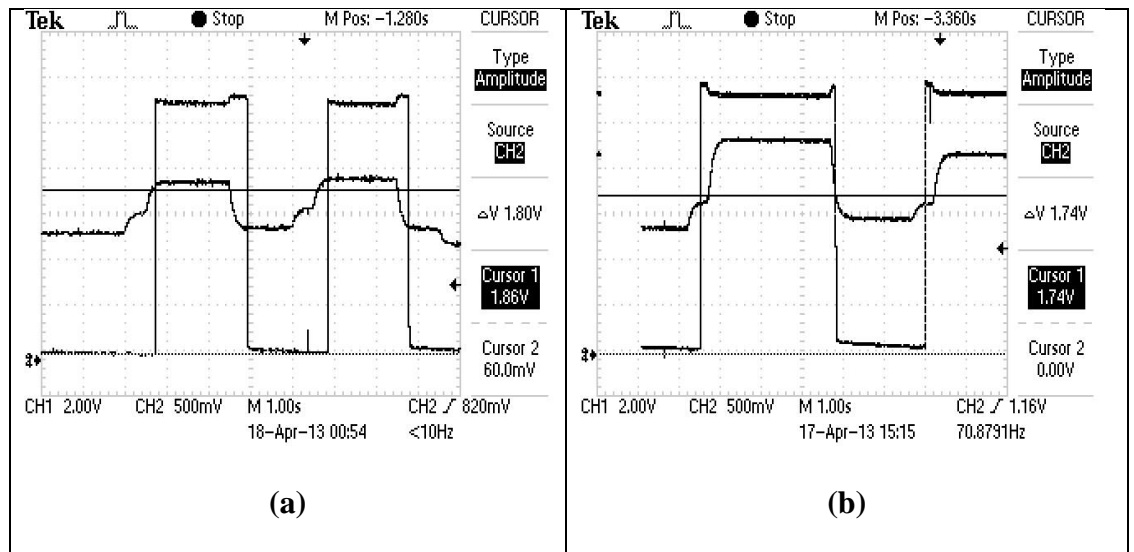 Tek Stop M Pos: -1.280s CURSOR
Type
Amplitude
Source
CH2
△V 1.80V
Cursor 1
1.86V
Cursor 2
60.0mV
CH1 2.00V CH2 500mV M 1.00s CH2 / 820mV
18-Apr-13 00:54 <10Hz
(a)
Tek Stop M Pos: -3.360s CURSOR
Type
Amplitude
Source
CH2
△V 1.74V
Cursor 1
1.74V
Cursor 2
0.00V
CH1 2.00V CH2 500mV M 1.00s CH2 / 1.16V
17-Apr-13 15:15 70.8791Hz
(b)